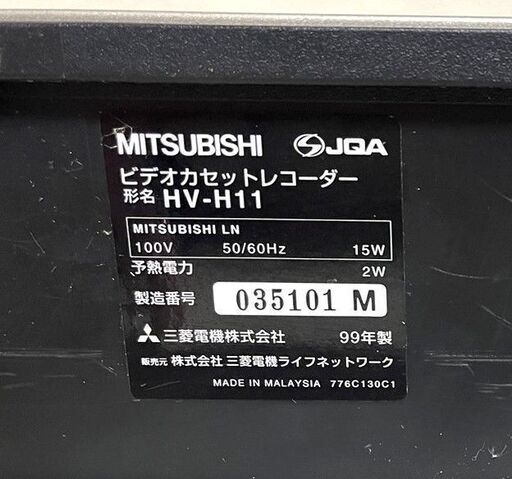 MITSUBISHI JQA
ビデオカセットレコーダー
形名 HV-H11
MITSUBISHI LN
100V 50/60Hz 15W
予熱電力 2W
製造番号 035101 M
三菱電機株式会社 99年製
販売元 株式会社 三菱電機ライフネットワーク
MADE IN MALAYSIA 776C130C1